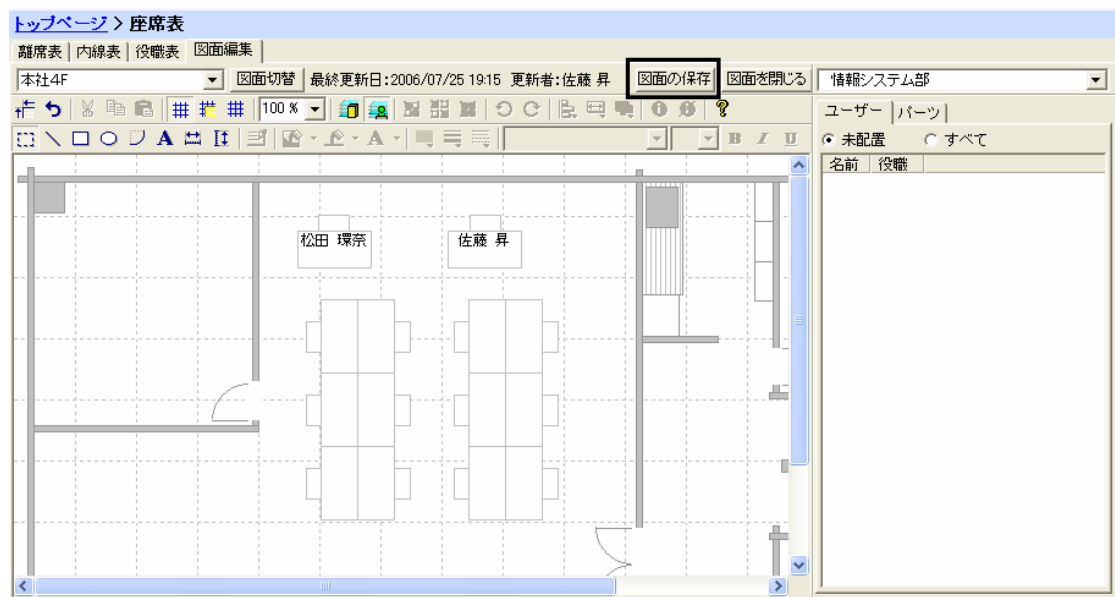 トップページ > 座席表
離席表 内線表 役職表 図面編集
本社4F 図面切替 最終更新日:2006/07/25 19:15 更新者:佐藤 昇 図面の保存 図面を閉じる 情報システム部
100 % ?
A A B I U
ユーザー パーツ
未配置 すべて
名前 役職
松田 環奈 佐藤 昇